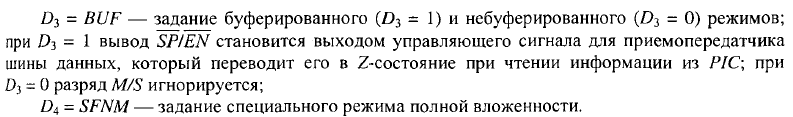 D₃ = BUF — задание буферированного (D₃ = 1) и небуферированного (D₃ = 0) режимов;
при D₃ = 1 вывод S̅P̅/E̅N̅ становится выходом управляющего сигнала для приемопередатчика
шины данных, который переводит его в Z-состояние при чтении информации из PIC; при
D₃ = 0 разряд M/S игнорируется;
D₄ = SFNM — задание специального режима полной вложенности.